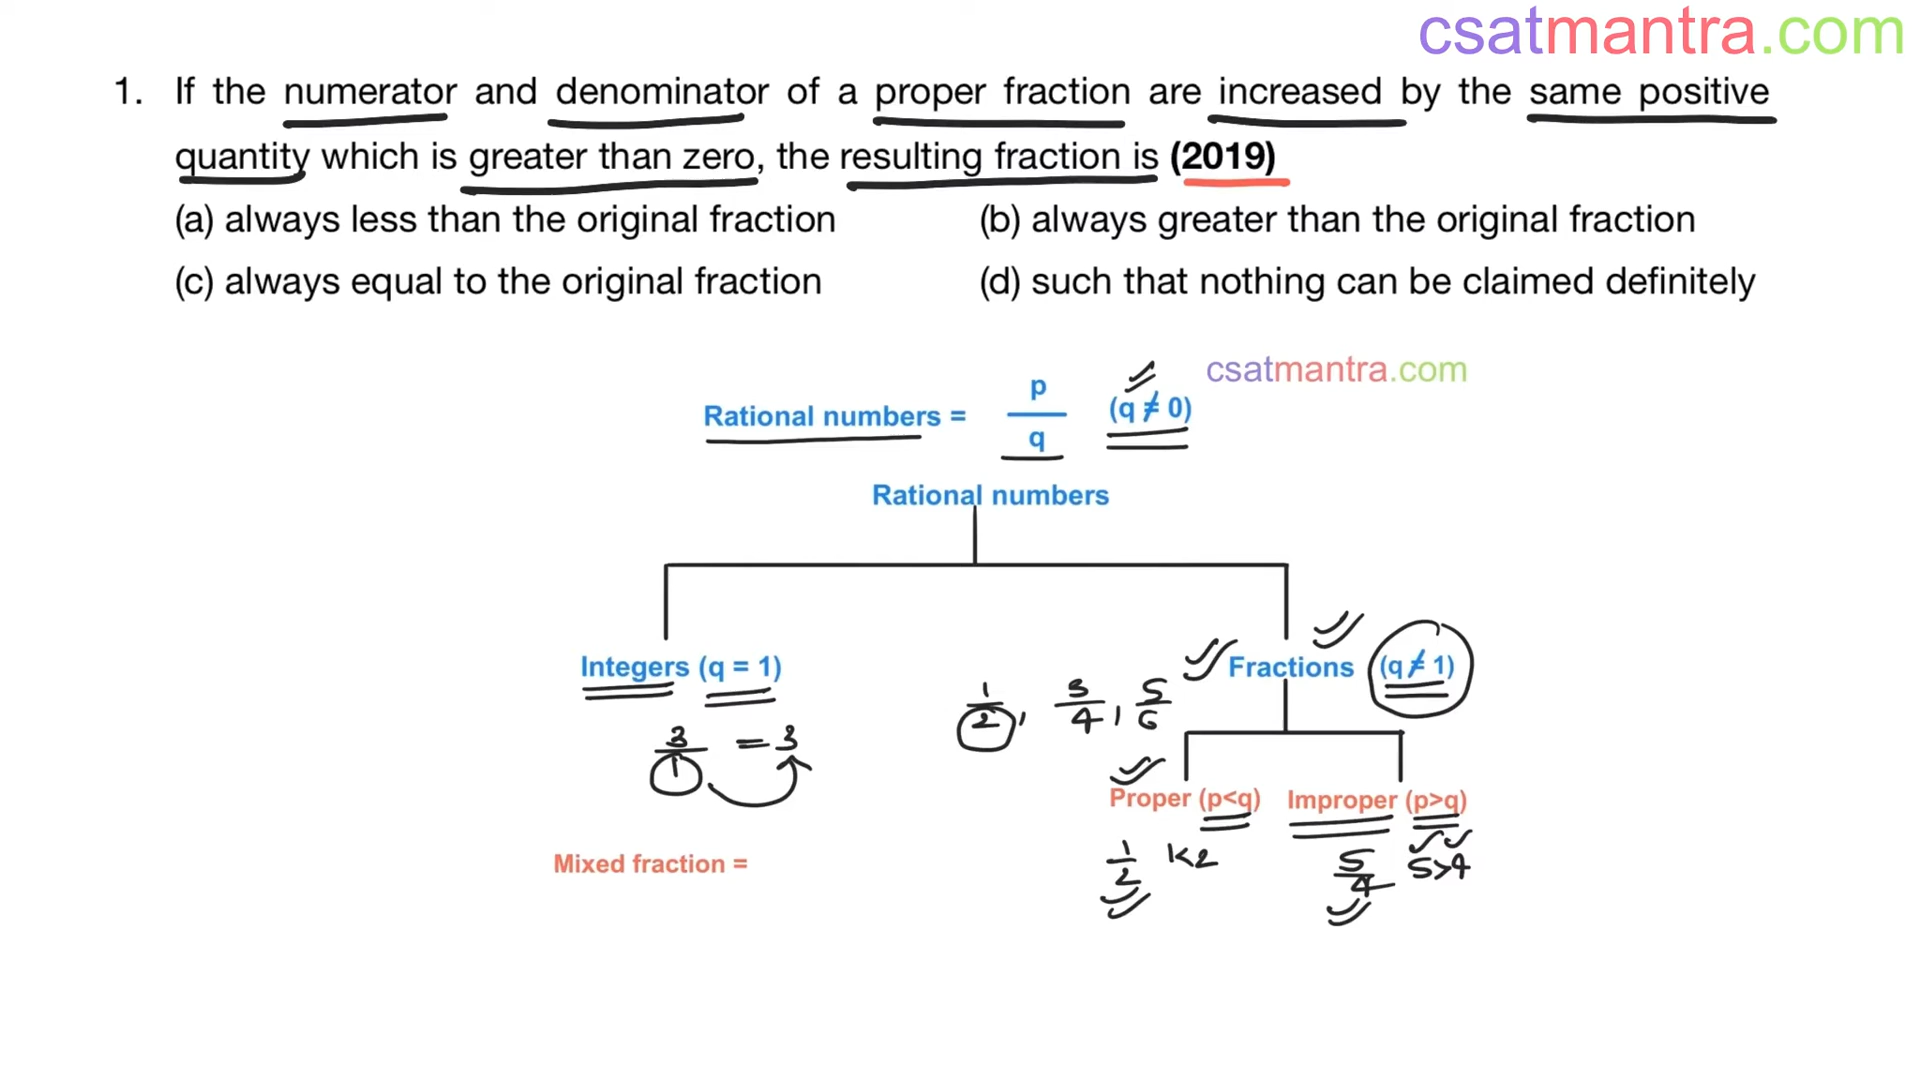 csatmantra.com
1. If the numerator and denominator of a proper fraction are increased by the same positive
quantity which is greater than zero, the resulting fraction is (2019)
(a) always less than the original fraction (b) always greater than the original fraction
(c) always equal to the original fraction (d) such that nothing can be claimed definitely
csatmantra.com
Rational numbers = p/q (q ≠ 0)
Rational numbers
Integers (q = 1) Fractions (q ≠ 1)
1/2, 3/4, 5/6
3/1 = 3
Proper (p<q) Improper (p>q)
1/2 1<2 5/4 5>4
Mixed fraction =